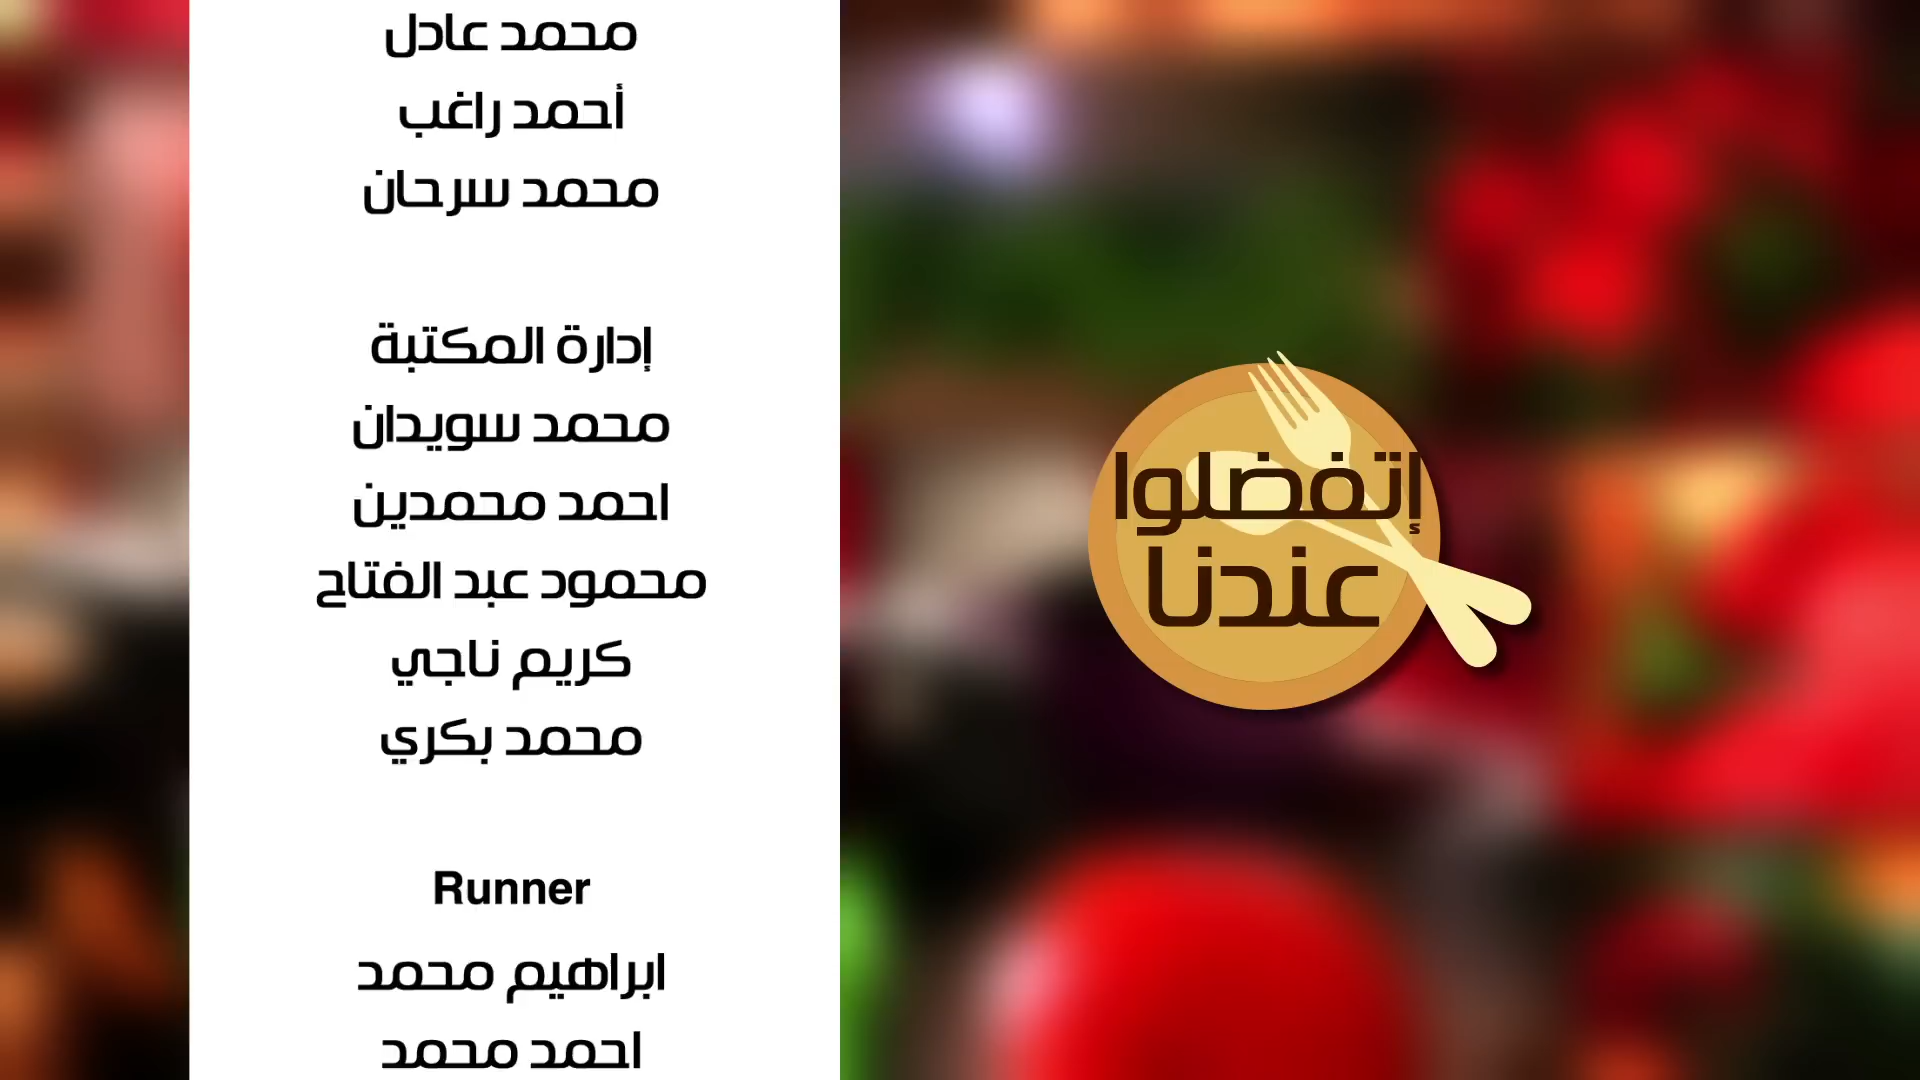 محمد عادل
أحمد راغب
محمد سرحان
إدارة المكتبة
محمد سويدان
احمد محمدين
محمود عبد الفتاح
كريم ناجي
محمد بكري
Runner
ابراهيم محمد
احمد محمد
إتفضلوا
عندنا